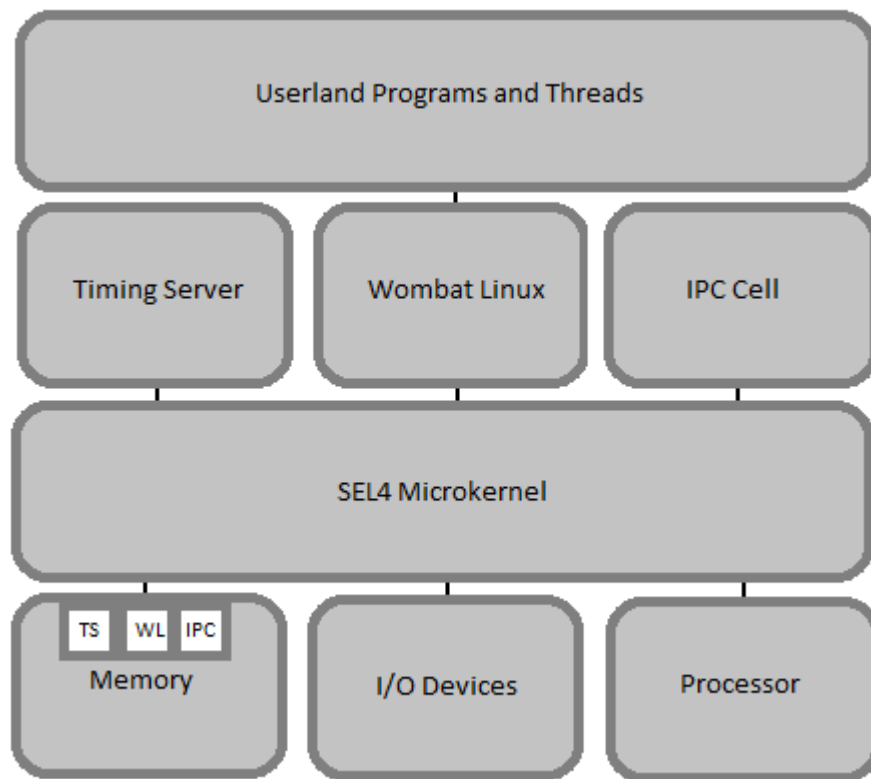 Userland Programs and Threads
Timing Server
Wombat Linux
IPC Cell
SEL4 Microkernel
TS
WL
IPC
Memory
I/O Devices
Processor